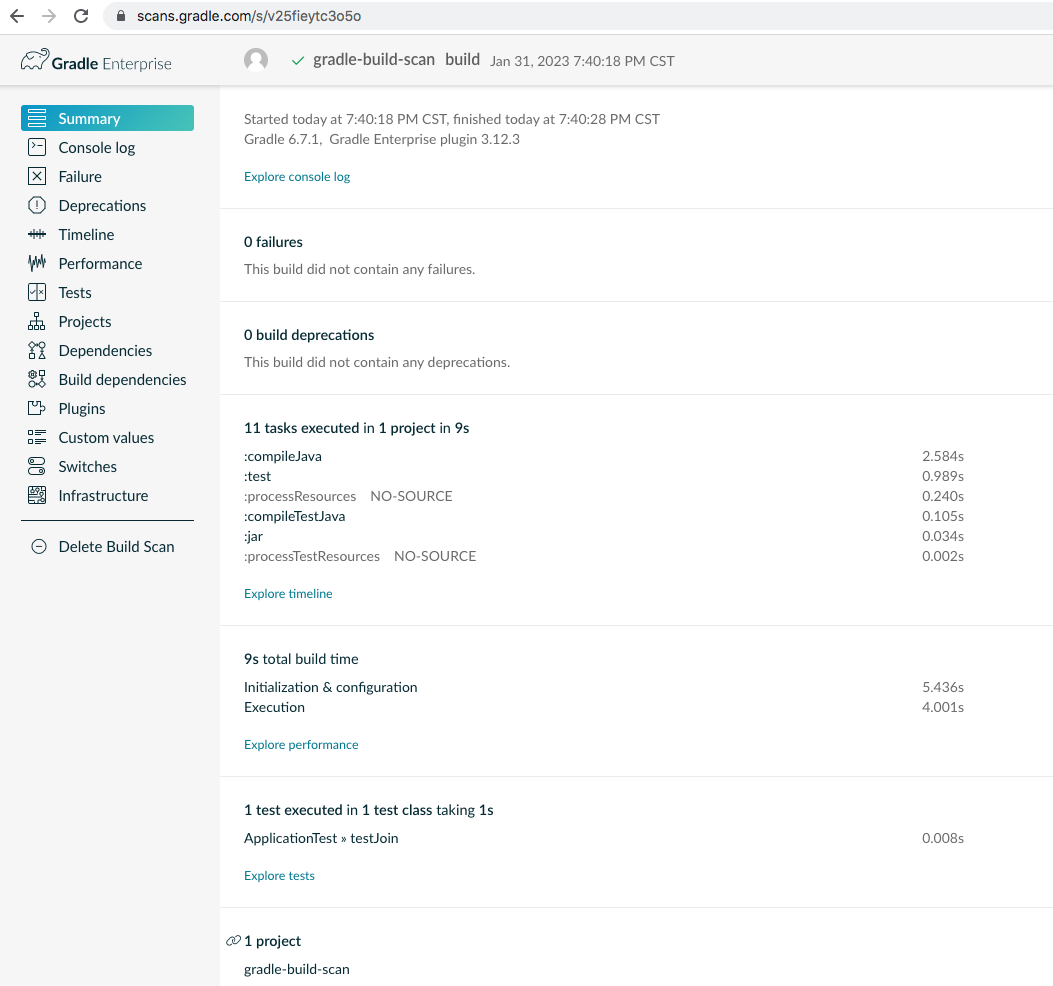 scans.gradle.com/s/v25fieytc3o5o
Gradle Enterprise
gradle-build-scan build Jan 31, 2023 7:40:18 PM CST
Summary
Console log
Failure
Deprecations
Timeline
Performance
Tests
Projects
Dependencies
Build dependencies
Plugins
Custom values
Switches
Infrastructure
Delete Build Scan
Started today at 7:40:18 PM CST, finished today at 7:40:28 PM CST
Gradle 6.7.1, Gradle Enterprise plugin 3.12.3
Explore console log
0 failures
This build did not contain any failures.
0 build deprecations
This build did not contain any deprecations.
11 tasks executed in 1 project in 9s
:compileJava 2.584s
:test 0.989s
:processResources NO-SOURCE 0.240s
:compileTestJava 0.105s
:jar 0.034s
:processTestResources NO-SOURCE 0.002s
Explore timeline
9s total build time
Initialization & configuration 5.436s
Execution 4.001s
Explore performance
1 test executed in 1 test class taking 1s
ApplicationTest » testJoin 0.008s
Explore tests
1 project
gradle-build-scan